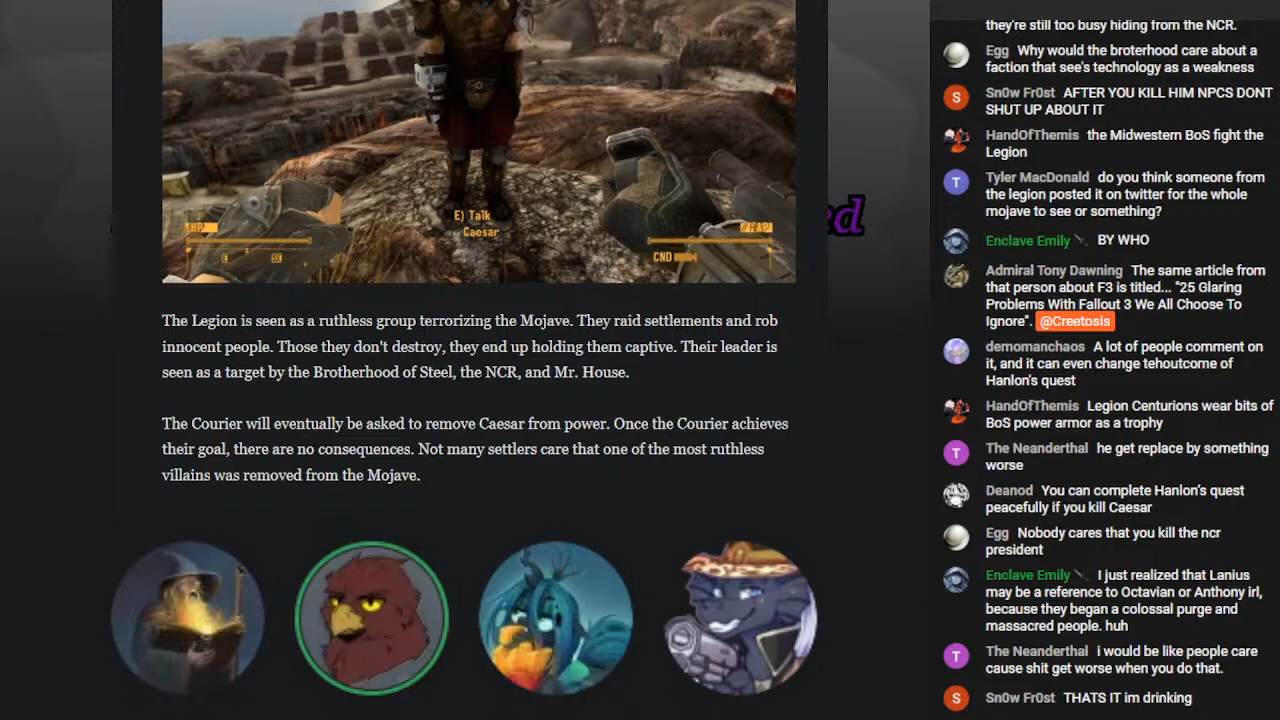 E) Talk
Caesar
CND
ed
The Legion is seen as a ruthless group terrorizing the Mojave. They raid settlements and rob
innocent people. Those they don't destroy, they end up holding them captive. Their leader is
seen as a target by the Brotherhood of Steel, the NCR, and Mr. House.
The Courier will eventually be asked to remove Caesar from power. Once the Courier achieves
their goal, there are no consequences. Not many settlers care that one of the most ruthless
villains was removed from the Mojave.
they're still too busy hiding from the NCR.
Egg Why would the broterhood care about a
faction that see's technology as a weakness
S
Sn0w Fr0st AFTER YOU KILL HIM NPCS DONT
SHUT UP ABOUT IT
HandOfThemis the Midwestern BoS fight the
Legion
T
Tyler MacDonald do you think someone from
the legion posted it on twitter for the whole
mojave to see or something?
Enclave Emily BY WHO
Admiral Tony Dawning The same article from
that person about F3 is titled... "25 Glaring
Problems With Fallout 3 We All Choose To
Ignore". @Creetosis
demomanchaos A lot of people comment on
it, and it can even change tehoutcome of
Hanlon's quest
HandOfThemis Legion Centurions wear bits of
BoS power armor as a trophy
T
The Neanderthal he get replace by something
worse
Deanod You can complete Hanlon's quest
peacefully if you kill Caesar
Egg Nobody cares that you kill the ncr
president
Enclave Emily I just realized that Lanius
may be a reference to Octavian or Anthony irl,
because they began a colossal purge and
massacred people. huh
T
The Neanderthal i would be like people care
cause shit get worse when you do that.
S
Sn0w Fr0st THATS IT im drinking